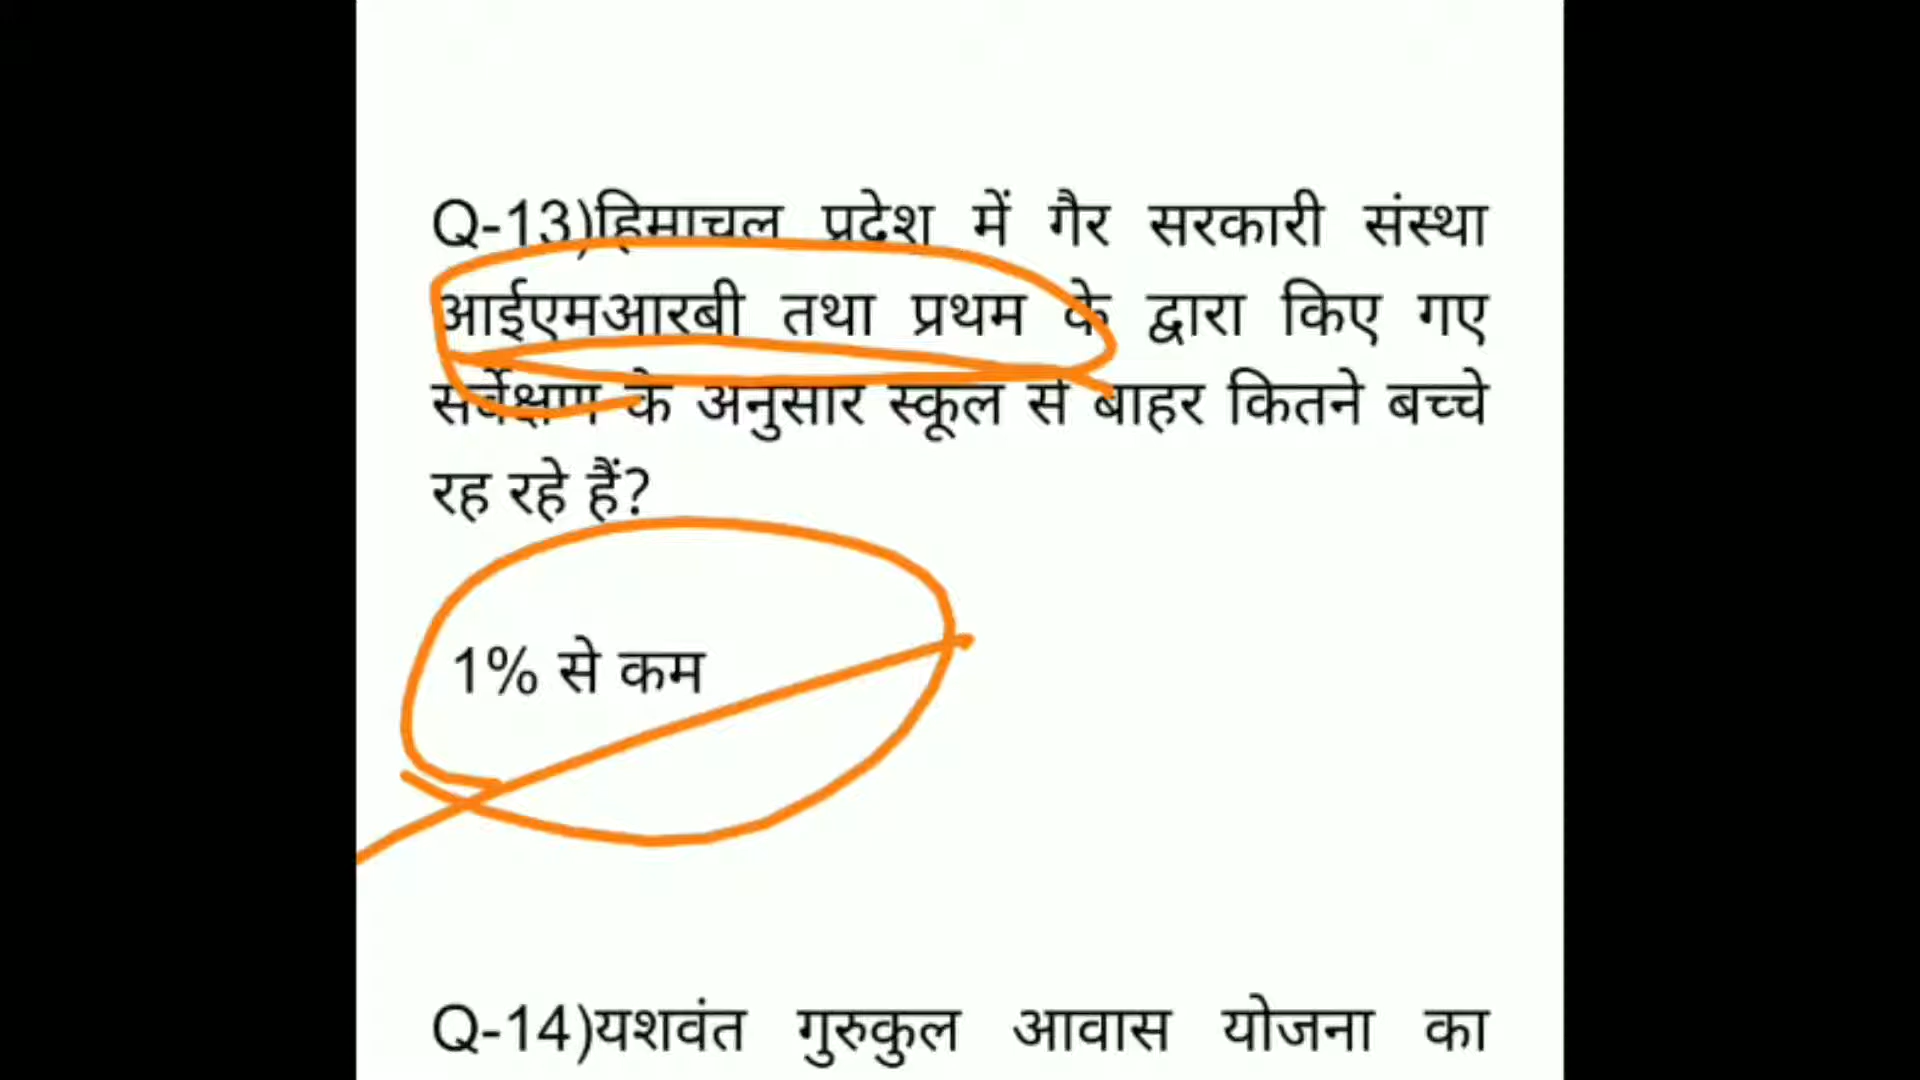 Q-13)हिमाचल प्रदेश में गैर सरकारी संस्था
आईएमआरबी तथा प्रथम के द्वारा किए गए
सर्वेक्षण के अनुसार स्कूल से बाहर कितने बच्चे
रह रहे हैं?
1% से कम
Q-14)यशवंत गुरुकुल आवास योजना का